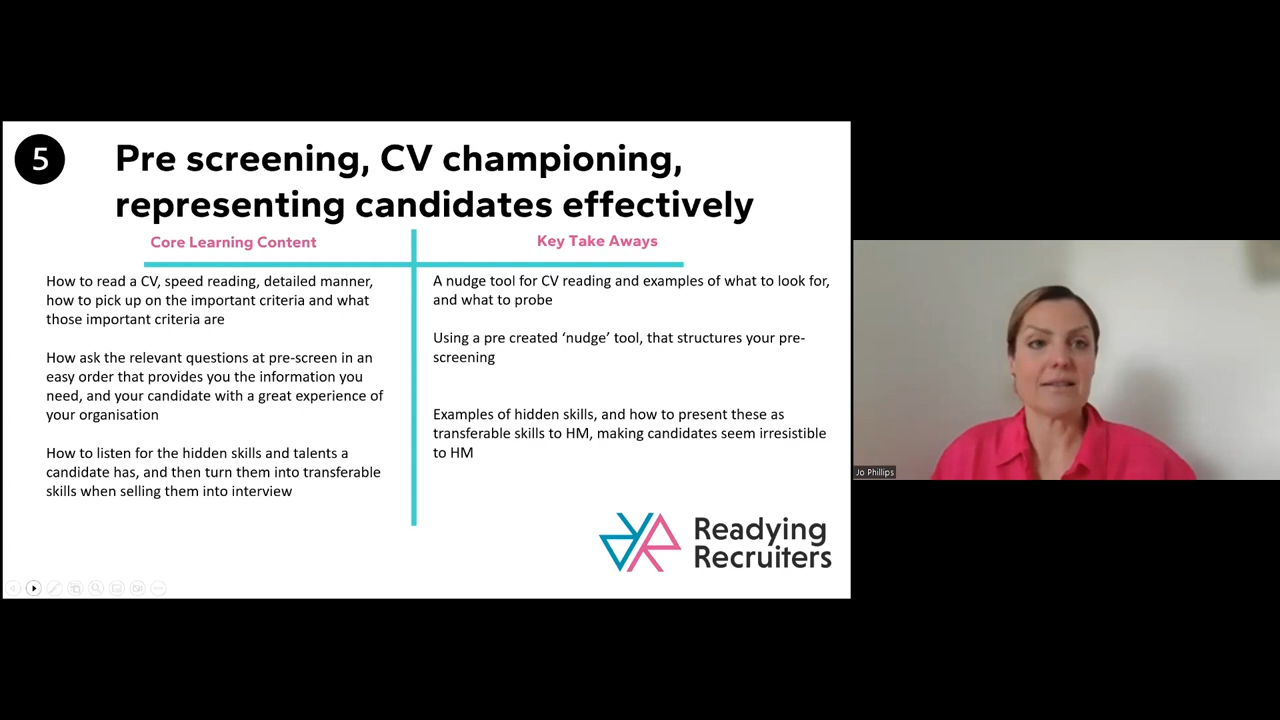 5
Pre screening, CV championing,
representing candidates effectively
Core Learning Content
Key Take Aways
How to read a CV, speed reading, detailed manner,
how to pick up on the important criteria and what
those important criteria are
How ask the relevant questions at pre-screen in an
easy order that provides you the information you
need, and your candidate with a great experience of
your organisation
How to listen for the hidden skills and talents a
candidate has, and then turn them into transferable
skills when selling them into interview
A nudge tool for CV reading and examples of what to look for,
and what to probe
Using a pre created ‘nudge’ tool, that structures your pre-
screening
Examples of hidden skills, and how to present these as
transferable skills to HM, making candidates seem irresistible
to HM
Readying
Recruiters
Jo Phillips